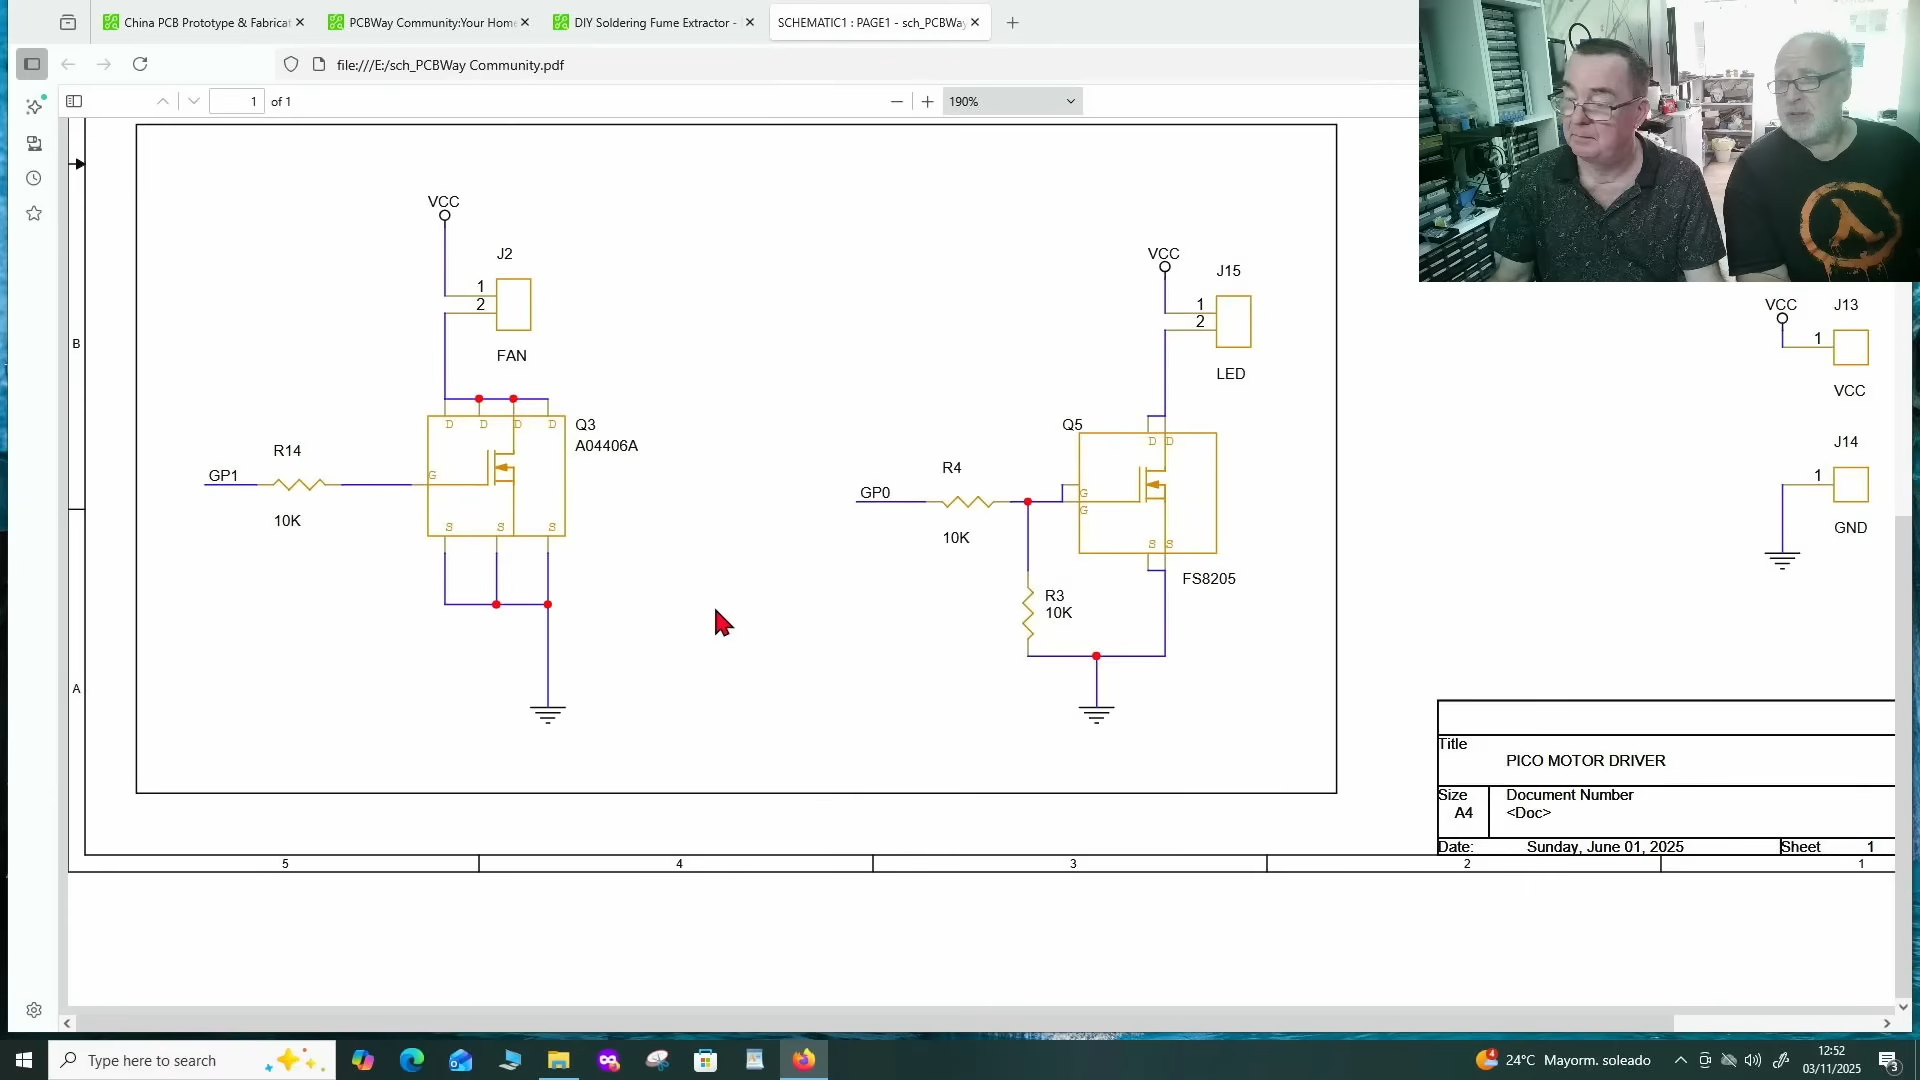 China PCB Prototype & Fabricat
PCBWay Community:Your Home
DIY Soldering Fume Extractor -
SCHEMATIC1 : PAGE1 - sch_PCBWay
file:///E:/sch_PCBWay Community.pdf
1 of 1
190%
VCC
J2
1
2
FAN
D D D D
Q3
A04406A
R14
GP1
G
10K
S S S
VCC
J15
1
2
LED
Q5
D D
R4
GP0
G
G
10K
S S
FS8205
R3
10K
VCC J13
1
VCC
J14
1
GND
B
A
Title
PICO MOTOR DRIVER
Size
A4
Document Number
<Doc>
Date: Sunday, June 01, 2025 Sheet 1
5 4 3 2 1
Type here to search
4
24°C Mayorm. soleado
12:52
03/11/2025
3